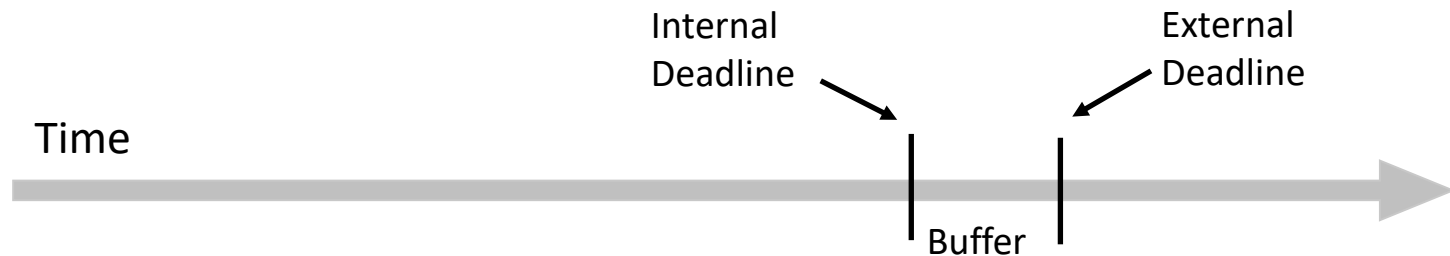 Internal
Deadline
External
Deadline
Time
Buffer